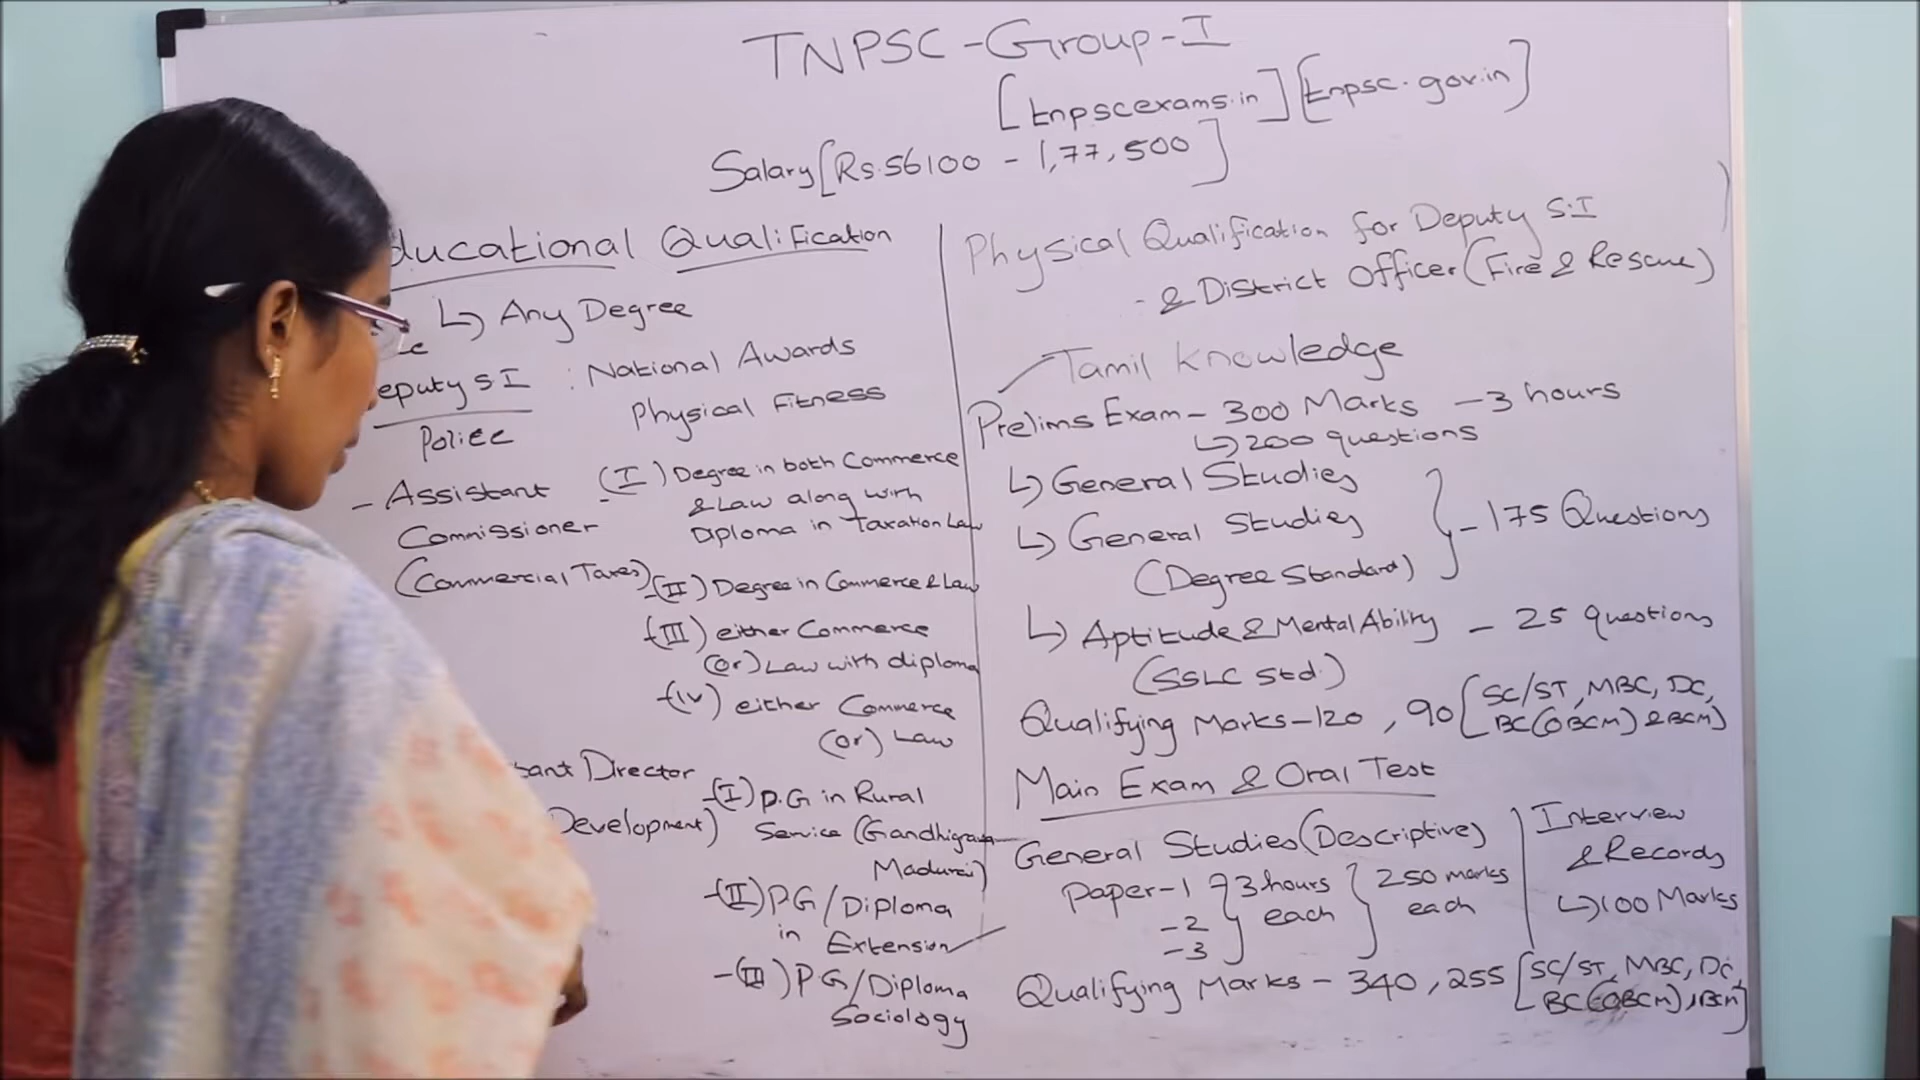 TNPSC-Group-I
[tnpscexams.in] [tnpsc.gov.in]
Salary [Rs.56100 - 1,77,500]
ducational Qualification
↳ Any Degree
eputy S I : National Awards
Physical Fitness
Police
- Assistant
Commissioner
(Commercial Taxes)
(I) Degree in both Commerce
& Law along with
Diploma in Taxation Law
-(II) Degree in Commerce & Law
-(III) either Commerce
(or) Law with diploma
-(IV) either Commerce
(or) Law
tant Director
Development)
-(I) P.G in Rural
Service (Gandhigram
Madurai)
-(II) PG/Diploma
in Extension
-(III) PG/Diploma
Sociology
Physical Qualification for Deputy S.I
- & District Officer (Fire & Rescue)
Tamil Knowledge
Prelims Exam - 300 Marks - 3 hours
↳ 200 questions
↳ General Studies
↳ General Studies
(Degree Standard)
} - 175 Questions
↳ Aptitude & Mental Ability - 25 questions
(SSLC Std.)
Qualifying Marks - 120, 90 [SC/ST, MBC, DC,
BC(OBCM) & BCM]
Main Exam & Oral Test
General Studies (Descriptive)
Paper-1 } 3 hours } 250 marks
-2 each each
-3
Interview
& Records
↳ 100 Marks
Qualifying Marks - 340, 255 [SC/ST, MBC, DC,
BC(OBCM), BCM]